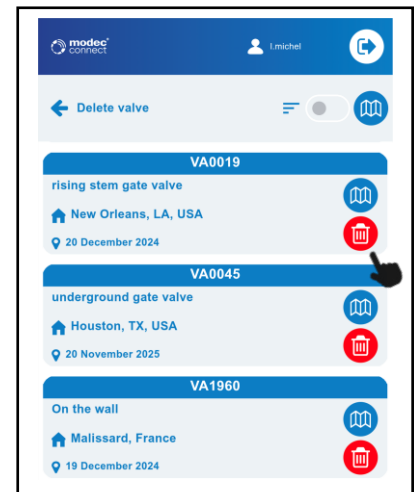 modec
connect
l.michel
Delete valve
VA0019
rising stem gate valve
New Orleans, LA, USA
20 December 2024
VA0045
underground gate valve
Houston, TX, USA
20 November 2025
VA1960
On the wall
Malissard, France
19 December 2024